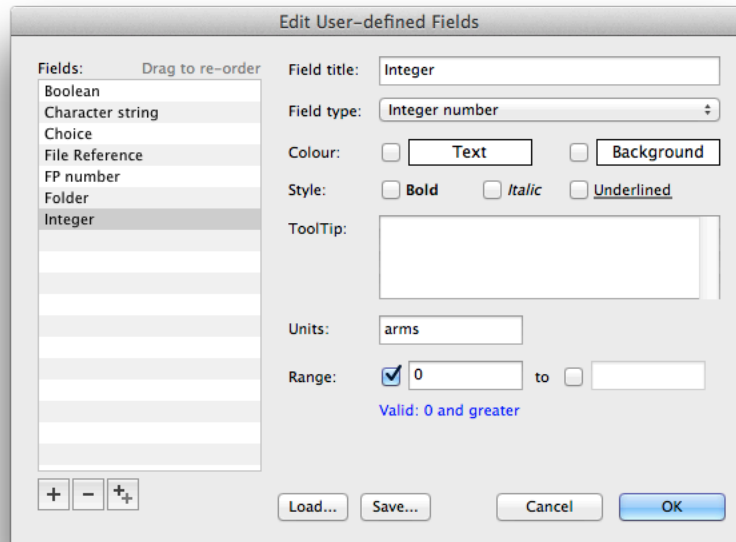 Edit User-defined Fields
Fields: Drag to re-order
Boolean
Character string
Choice
File Reference
FP number
Folder
Integer
Field title: Integer
Field type: Integer number
Colour: Text Background
Style: Bold Italic Underlined
ToolTip:
Units: arms
Range: 0 to
Valid: 0 and greater
Load... Save... Cancel OK